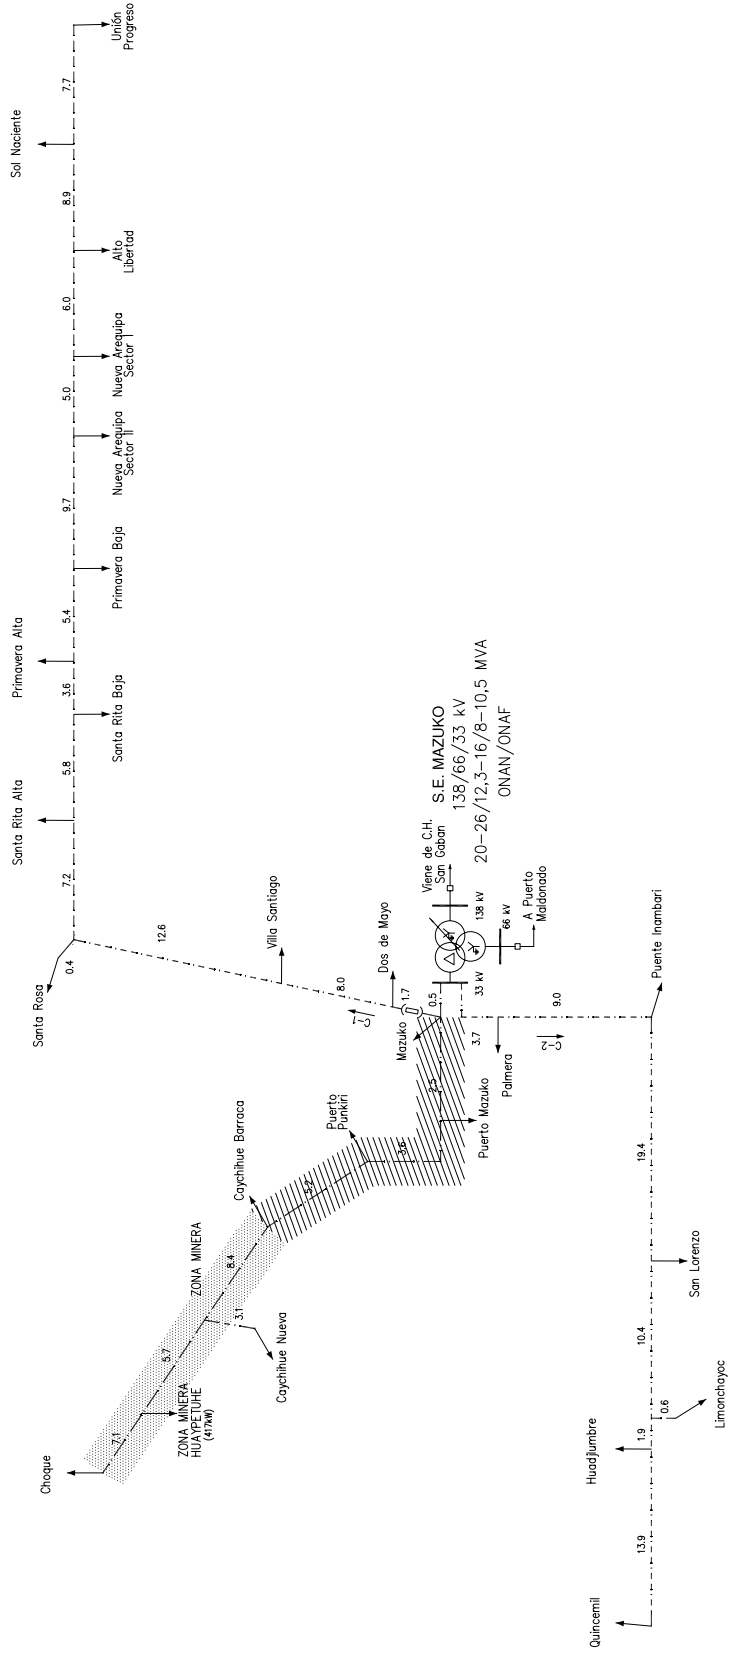 Unión
Progreso
7.7
Sol Naciente
8.9
Alto
Libertad
6.0
Nueva Arequipa
Sector I
5.0
Nueva Arequipa
Sector II
9.7
Primavera Baja
5.4
Primavera Alta
3.6
Santa Rita Baja
5.8
Santa Rita Alta
7.2
Santa Rosa
0.4
12.6
Villa Santiago
8.0
Dos de Mayo
1.7
C-1
Mazuko
0.5
33 kV
138 kV
66 kV
Viene de C.H.
San Gaban
A Puerto
Maldonado
S.E. MAZUKO
138/66/33 kV
20-26/12,3-16/8-10,5 MVA
ONAN/ONAF
2.5
Puerto Mazuko
3.6
Puerto
Punkiri
5.2
Caychihue Barraca
ZONA MINERA
8.4
3.1
Caychihue Nueva
5.7
ZONA MINERA
HUAYPETUHE
(417kW)
7.1
Choque
3.7
Palmera
C-2
9.0
Puente Inambari
19.4
San Lorenzo
10.4
0.6
Limonchayoc
1.9
Huadjiumbre
13.9
Quincemil